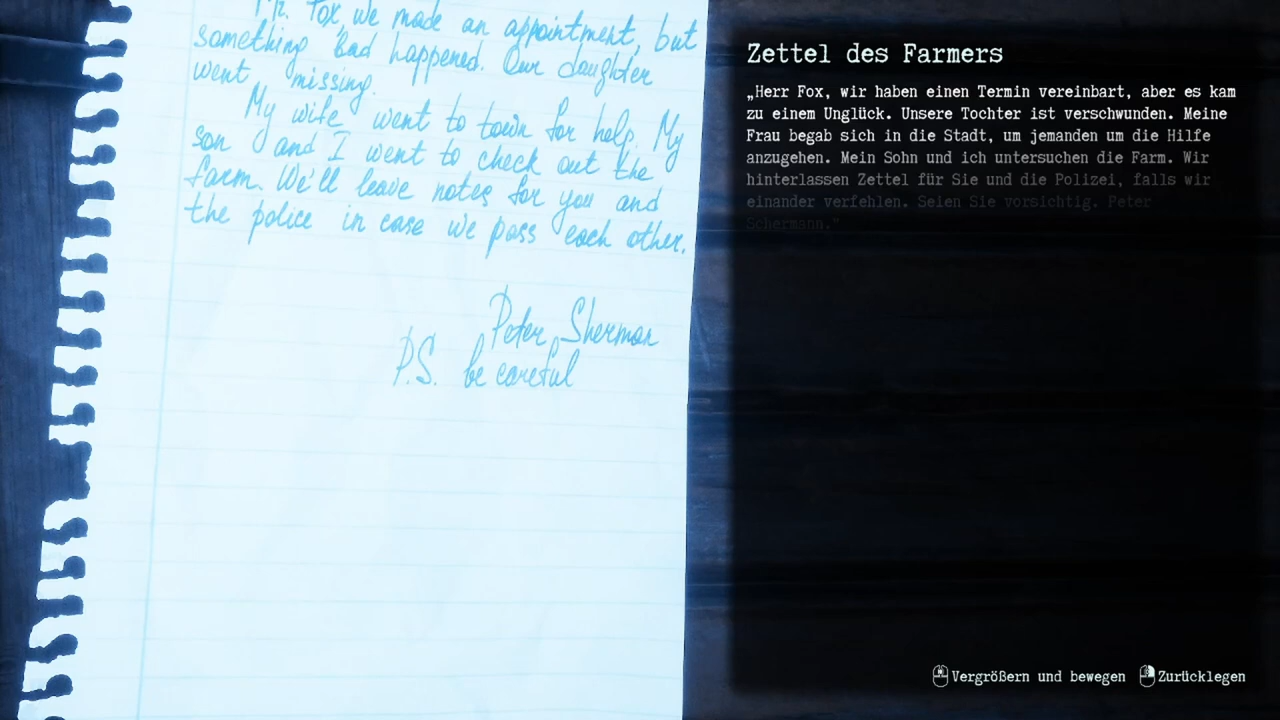 Mr. Fox, we made an appointment, but
something bad happened. Our daughter
went missing.
My wife went to town for help. My
son and I went to check out the
farm. We'll leave notes for you and
the police in case we pass each other.
Peter Sherman
P.S. be careful
Zettel des Farmers
„Herr Fox, wir haben einen Termin vereinbart, aber es kam
zu einem Unglück. Unsere Tochter ist verschwunden. Meine
Frau begab sich in die Stadt, um jemanden um die Hilfe
anzugehen. Mein Sohn und ich untersuchen die Farm. Wir
hinterlassen Zettel für Sie und die Polizei, falls wir
einander verfehlen. Seien Sie vorsichtig. Peter
Schermann."
Vergrößern und bewegen Zurücklegen